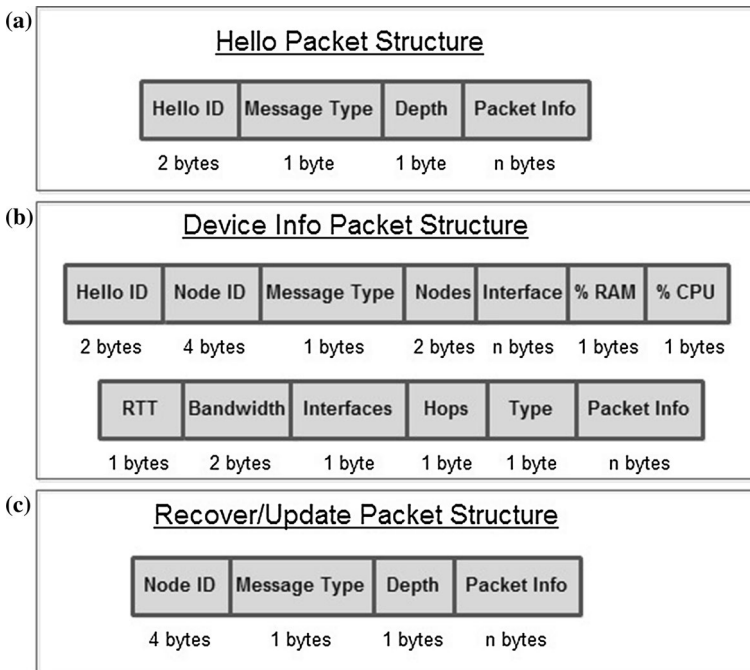 (a)
Hello Packet Structure
Hello ID Message Type Depth Packet Info
2 bytes 1 byte 1 byte n bytes
(b)
Device Info Packet Structure
Hello ID Node ID Message Type Nodes Interface % RAM % CPU
2 bytes 4 bytes 1 bytes 2 bytes n bytes 1 bytes 1 bytes
RTT Bandwidth Interfaces Hops Type Packet Info
1 bytes 2 bytes 1 byte 1 byte 1 byte n bytes
(c)
Recover/Update Packet Structure
Node ID Message Type Depth Packet Info
4 bytes 1 bytes 1 bytes n bytes